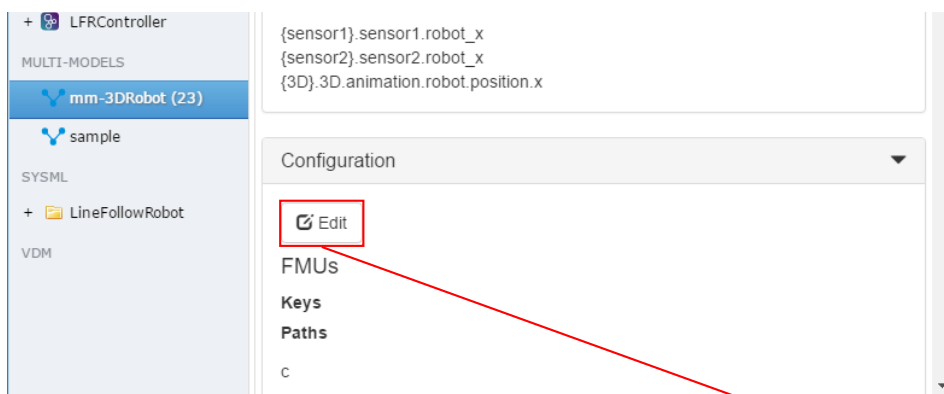 + LFRController
MULTI-MODELS
mm-3DRobot (23)
sample
SYSML
+ LineFollowRobot
VDM
{sensor1}.sensor1.robot_x
{sensor2}.sensor2.robot_x
{3D}.3D.animation.robot.position.x
Configuration
Edit
FMUs
Keys
Paths
c